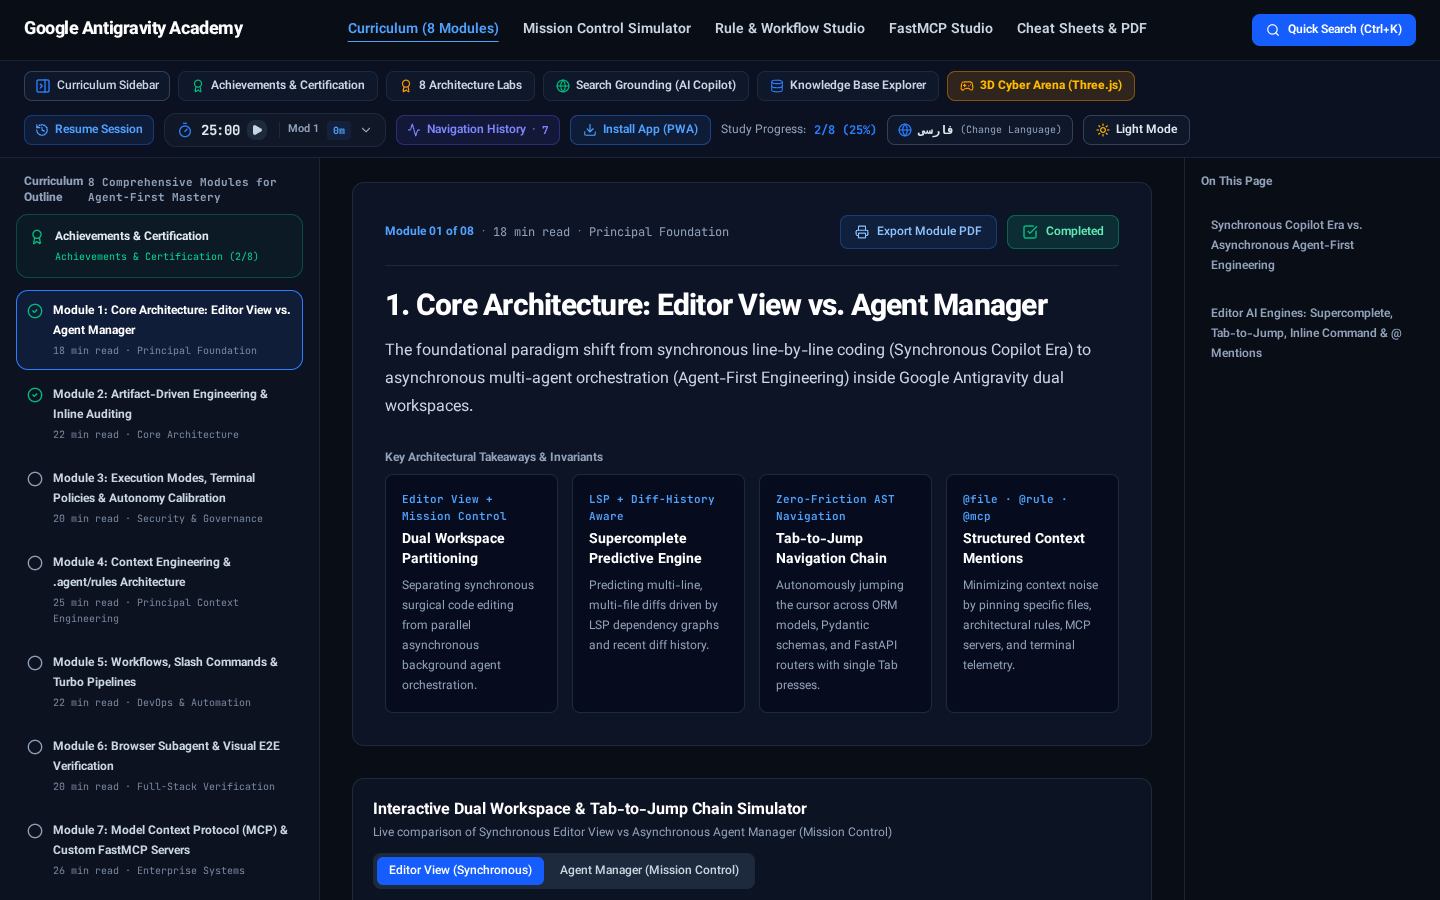 Google Antigravity Academy
Curriculum (8 Modules)
Mission Control Simulator
Rule & Workflow Studio
FastMCP Studio
Cheat Sheets & PDF
Quick Search (Ctrl+K)
Curriculum Sidebar
Achievements & Certification
8 Architecture Labs
Search Grounding (AI Copilot)
Knowledge Base Explorer
3D Cyber Arena (Three.js)
Resume Session
25:00
Mod 1
0m
Navigation History · 7
Install App (PWA)
Study Progress: 2/8 (25%)
فارسی (Change Language)
Light Mode
Curriculum Outline
8 Comprehensive Modules for Agent-First Mastery
Achievements & Certification
Achievements & Certification (2/8)
Module 1: Core Architecture: Editor View vs.
Agent Manager
18 min read · Principal Foundation
Module 2: Artifact-Driven Engineering &
Inline Auditing
22 min read · Core Architecture
Module 3: Execution Modes, Terminal
Policies & Autonomy Calibration
20 min read · Security & Governance
Module 4: Context Engineering &
.agent/rules Architecture
25 min read · Principal Context
Engineering
Module 5: Workflows, Slash Commands &
Turbo Pipelines
22 min read · DevOps & Automation
Module 6: Browser Subagent & Visual E2E
Verification
20 min read · Full-Stack Verification
Module 7: Model Context Protocol (MCP) &
Custom FastMCP Servers
26 min read · Enterprise Systems
Module 01 of 08 · 18 min read · Principal Foundation
Export Module PDF
Completed
1. Core Architecture: Editor View vs. Agent Manager
The foundational paradigm shift from synchronous line-by-line coding (Synchronous Copilot Era) to
asynchronous multi-agent orchestration (Agent-First Engineering) inside Google Antigravity dual
workspaces.
Key Architectural Takeaways & Invariants
Editor View +
Mission Control
Dual Workspace
Partitioning
Separating synchronous
surgical code editing
from parallel
asynchronous
background agent
orchestration.
LSP + Diff-History
Aware
Supercomplete
Predictive Engine
Predicting multi-line,
multi-file diffs driven by
LSP dependency graphs
and recent diff history.
Zero-Friction AST
Navigation
Tab-to-Jump
Navigation Chain
Autonomously jumping
the cursor across ORM
models, Pydantic
schemas, and FastAPI
routers with single Tab
presses.
@file · @rule ·
@mcp
Structured Context
Mentions
Minimizing context noise
by pinning specific files,
architectural rules, MCP
servers, and terminal
telemetry.
Interactive Dual Workspace & Tab-to-Jump Chain Simulator
Live comparison of Synchronous Editor View vs Asynchronous Agent Manager (Mission Control)
Editor View (Synchronous)
Agent Manager (Mission Control)
On This Page
Synchronous Copilot Era vs.
Asynchronous Agent-First
Engineering
Editor AI Engines: Supercomplete,
Tab-to-Jump, Inline Command & @
Mentions